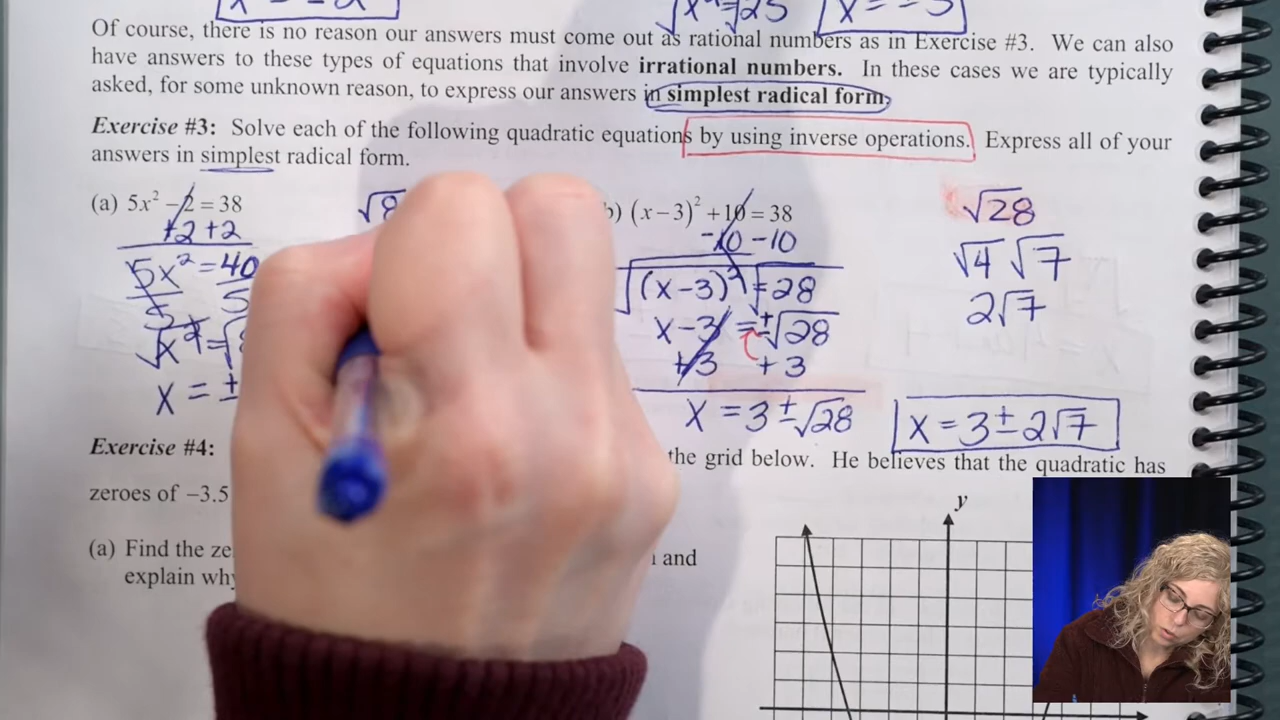 √x² = √25 x = ±5
Of course, there is no reason our answers must come out as rational numbers as in Exercise #3. We can also
have answers to these types of equations that involve irrational numbers. In these cases we are typically
asked, for some unknown reason, to express our answers in simplest radical form.
Exercise #3: Solve each of the following quadratic equations by using inverse operations. Express all of your
answers in simplest radical form.
(a) 5x² − 2 = 38
+2 +2
5x² = 40
5 5
√x² = √
x = ±
√8
b) (x − 3)² + 10 = 38
-10 -10
√(x-3)² = √28
x-3 = ±√28
+3 +3
x = 3 ± √28
√28
√4 √7
2√7
x = 3 ± 2√7
Exercise #4: the grid below. He believes that the quadratic has
zeroes of −3.5
(a) Find the ze and
explain why
y